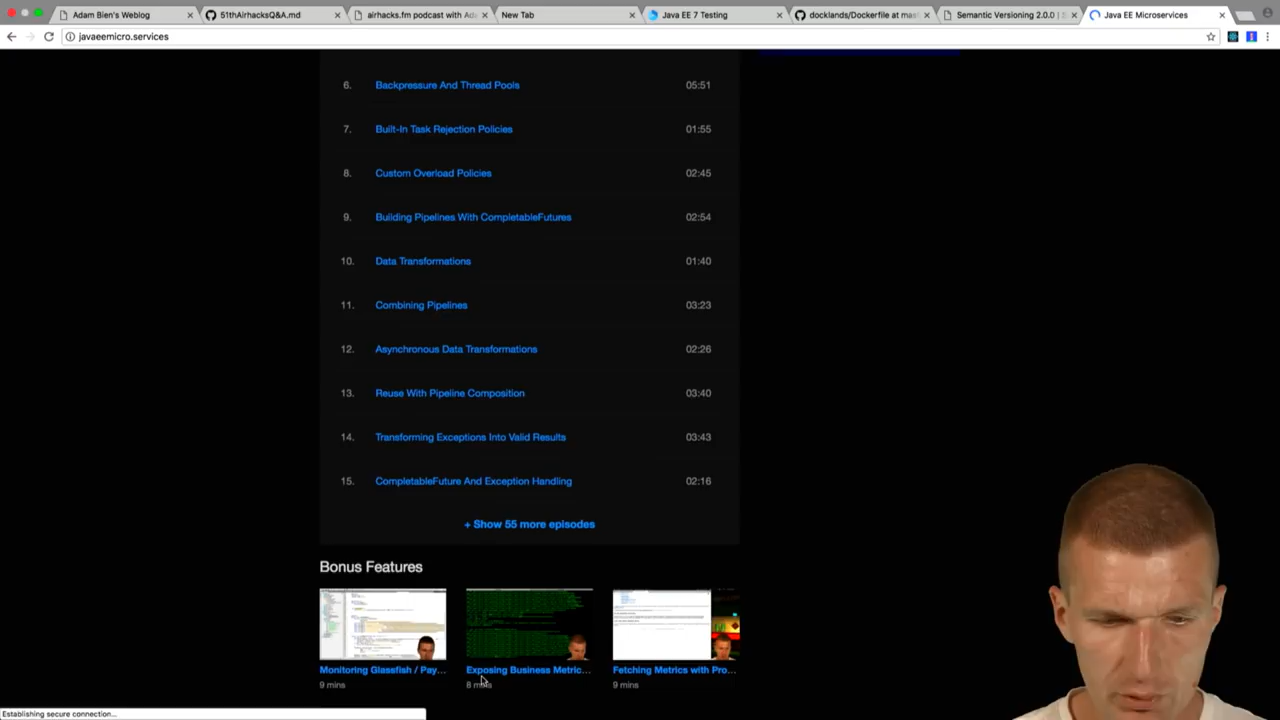 Adam Bien's Weblog
51thAirhacksQ&A.md
airhacks.fm podcast with Ad
New Tab
Java EE 7 Testing
docklands/Dockerfile at mas
Semantic Versioning 2.0.0 | S
Java EE Microservices
javaeemicro.services
6. Backpressure And Thread Pools 05:51
7. Built-In Task Rejection Policies 01:55
8. Custom Overload Policies 02:45
9. Building Pipelines With CompletableFutures 02:54
10. Data Transformations 01:40
11. Combining Pipelines 03:23
12. Asynchronous Data Transformations 02:26
13. Reuse With Pipeline Composition 03:40
14. Transforming Exceptions Into Valid Results 03:43
15. CompletableFuture And Exception Handling 02:16
+ Show 55 more episodes
Bonus Features
Monitoring Glassfish / Pay...
9 mins
Exposing Business Metric...
8 mins
Fetching Metrics with Pro...
9 mins
Establishing secure connection...